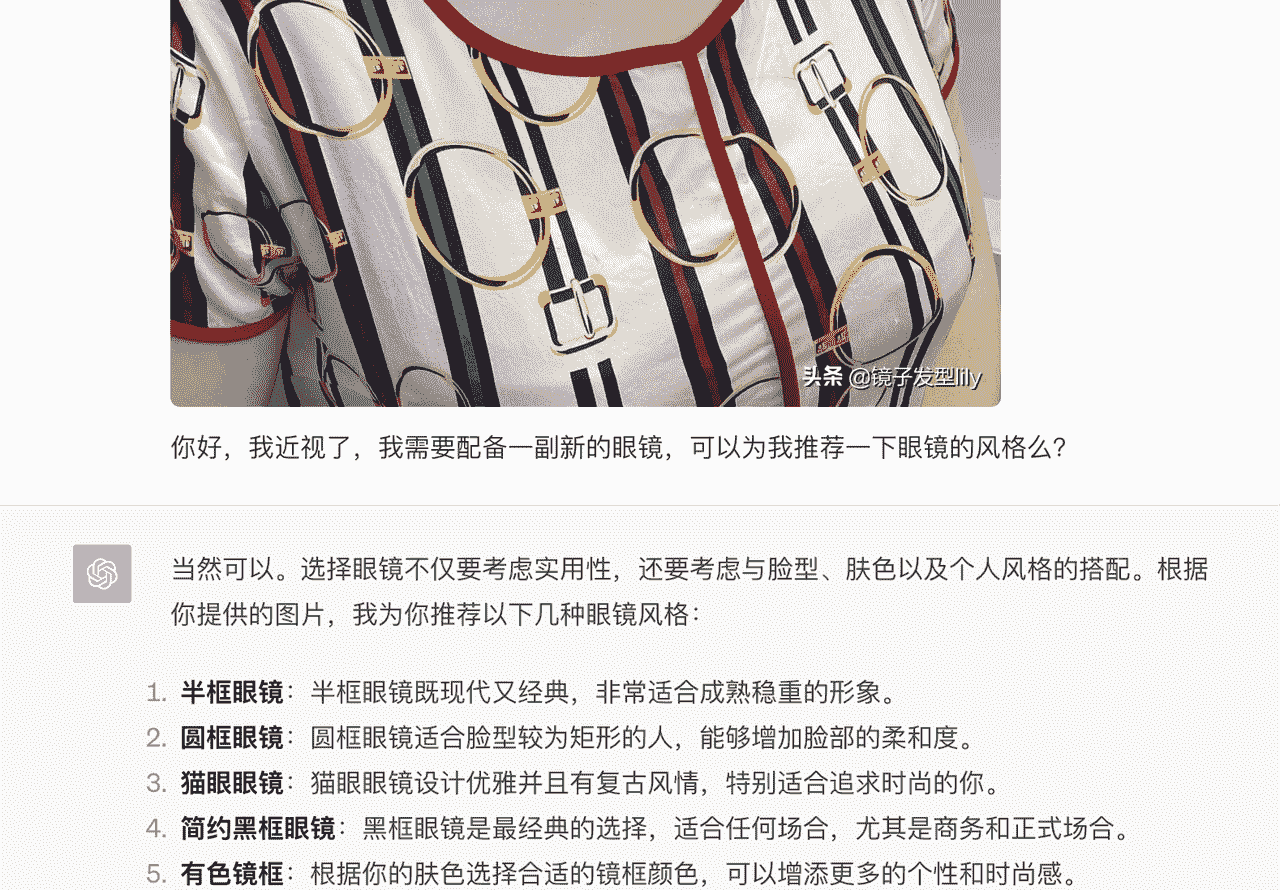 头条 @镜子发型lily
你好，我近视了，我需要配备一副新的眼镜，可以为我推荐一下眼镜的风格么？
当然可以。选择眼镜不仅要考虑实用性，还要考虑与脸型、肤色以及个人风格的搭配。根据
你提供的图片，我为你推荐以下几种眼镜风格：
1. 半框眼镜：半框眼镜既现代又经典，非常适合成熟稳重的形象。
2. 圆框眼镜：圆框眼镜适合脸型较为矩形的人，能够增加脸部的柔和度。
3. 猫眼眼镜：猫眼眼镜设计优雅并且有复古风情，特别适合追求时尚的你。
4. 简约黑框眼镜：黑框眼镜是最经典的选择，适合任何场合，尤其是商务和正式场合。
5. 有色镜框：根据你的肤色选择合适的镜框颜色，可以增添更多的个性和时尚感。